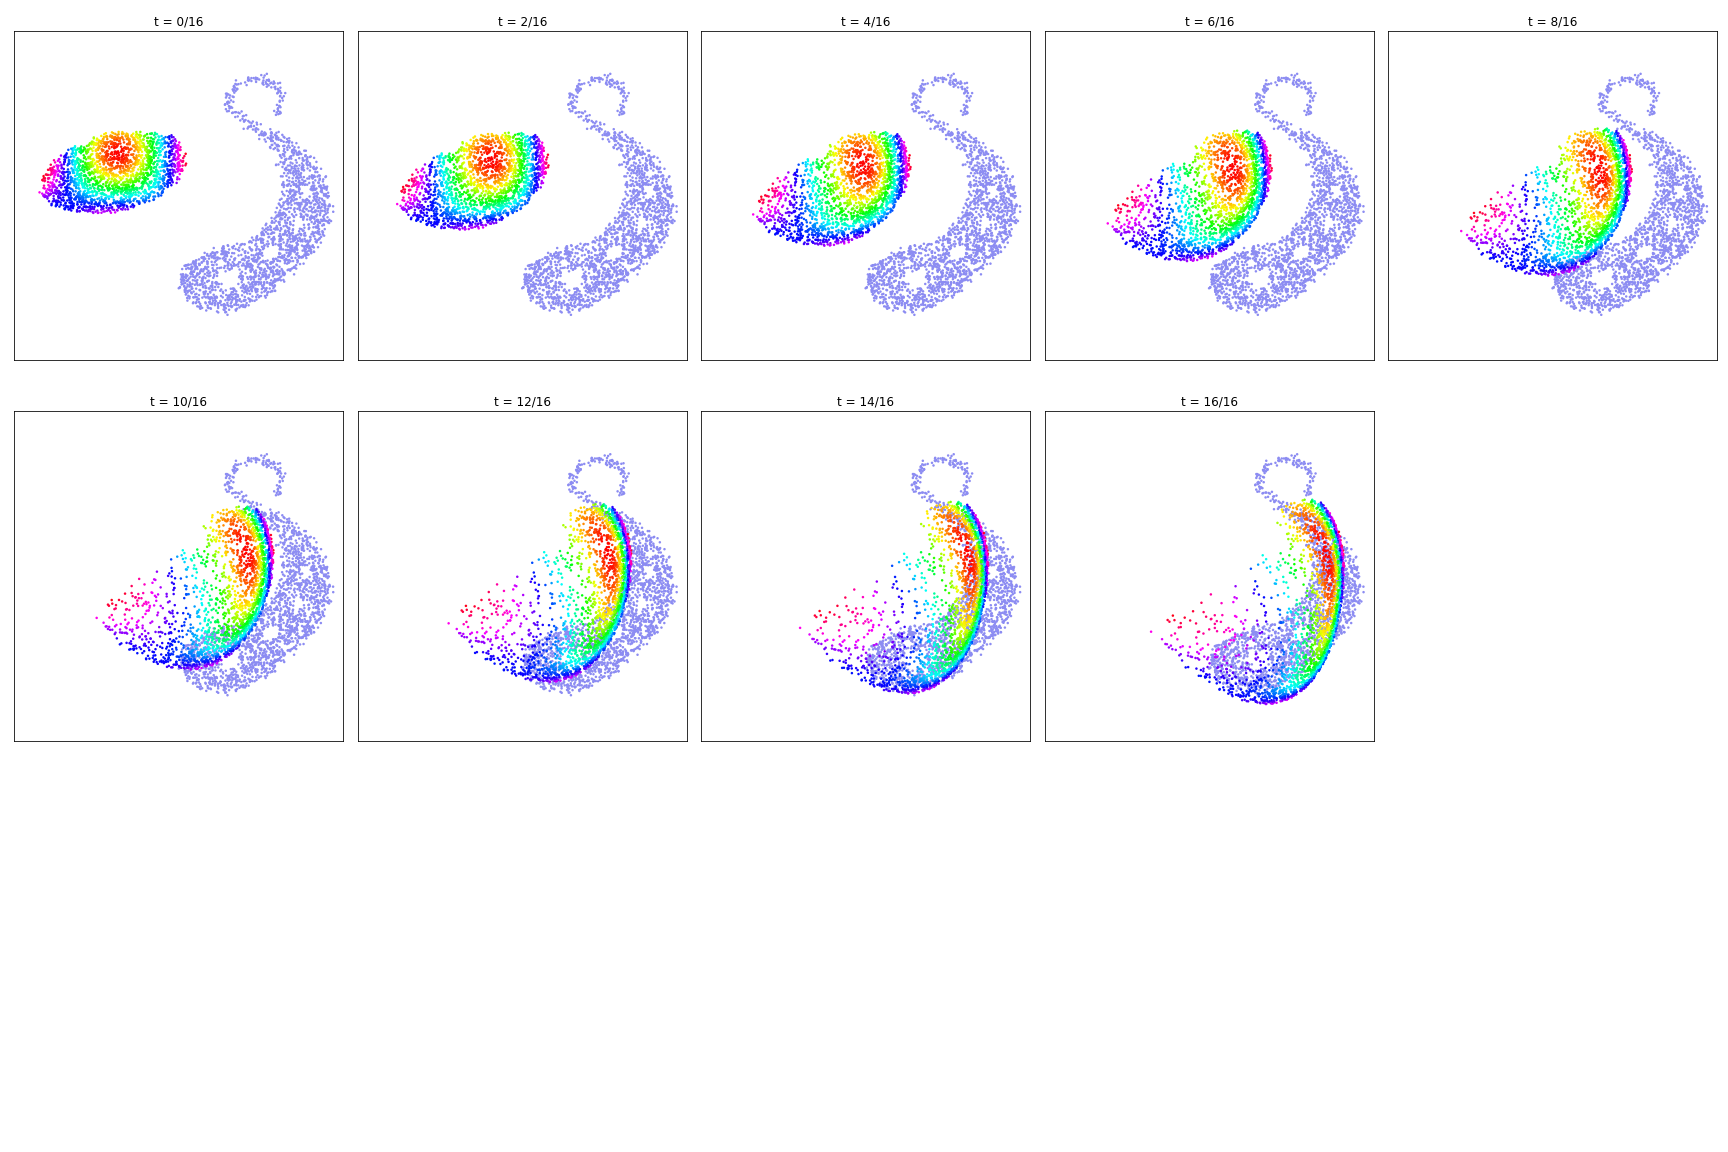 t = 0/16
t = 2/16
t = 4/16
t = 6/16
t = 8/16
t = 10/16
t = 12/16
t = 14/16
t = 16/16